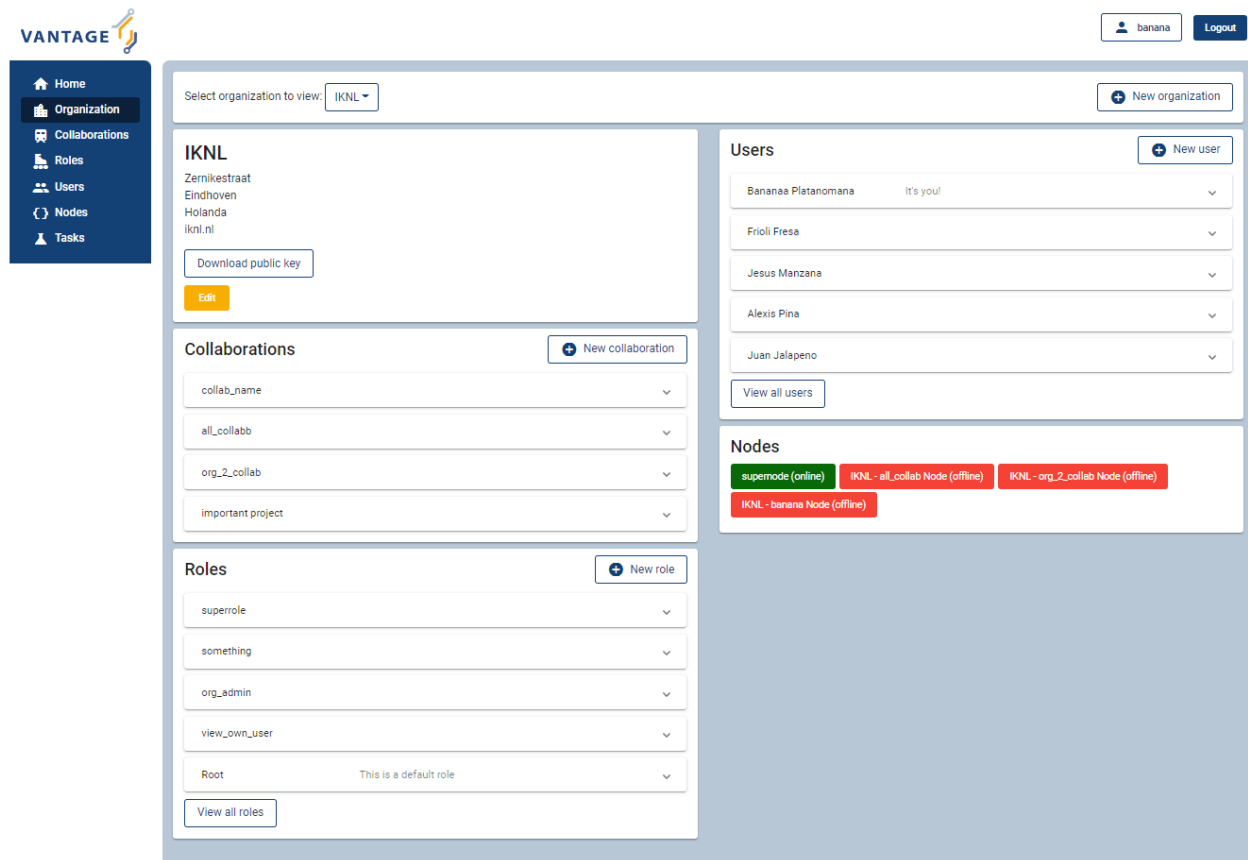 VANTAGE
banana
Logout
Home
Organization
Collaborations
Roles
Users
Nodes
Tasks
Select organization to view: IKNL
New organization
IKNL
Zernikestraat
Eindhoven
Holanda
iknl.nl
Download public key
Edit
Collaborations
New collaboration
collab_name
all_collabb
org_2_collab
important project
Roles
New role
superrole
something
org_admin
view_own_user
Root This is a default role
View all roles
Users
New user
Bananaa Platanomana It's you!
Frioli Fresa
Jesus Manzana
Alexis Pina
Juan Jalapeno
View all users
Nodes
supernode (online) IKNL - all_collab Node (offline) IKNL - org_2_collab Node (offline)
IKNL - banana Node (offline)